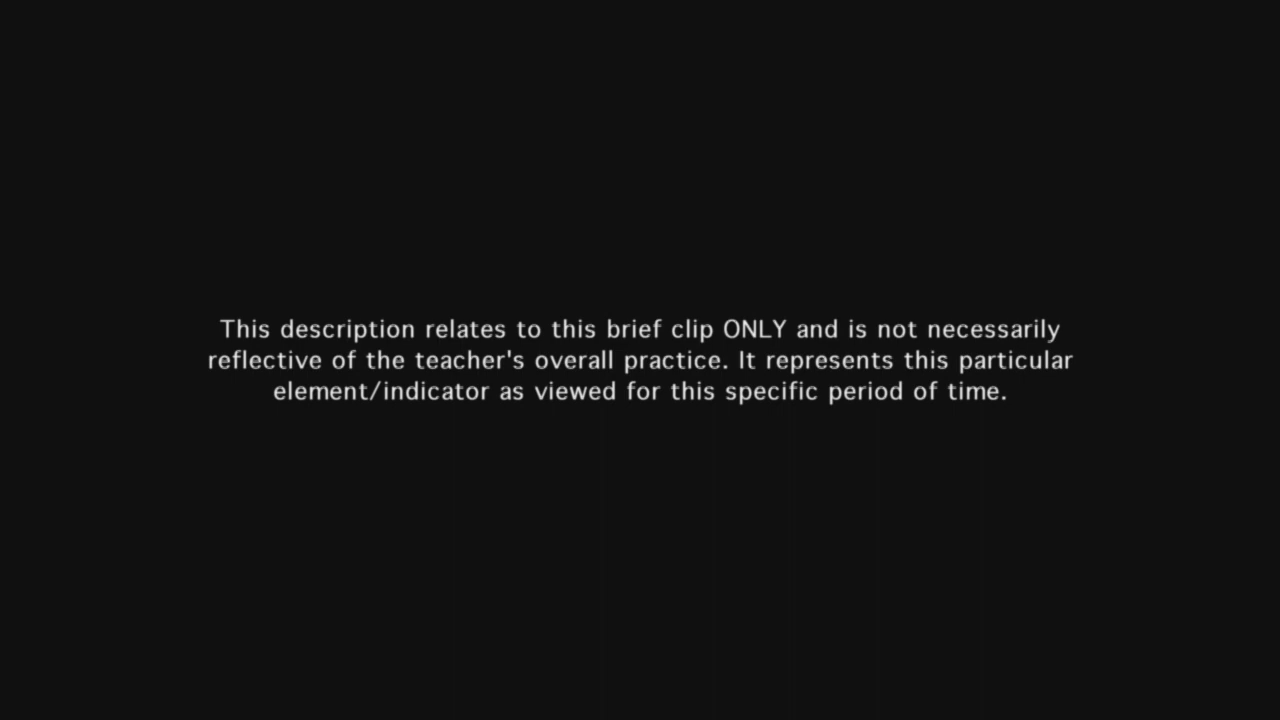 This description relates to this brief clip ONLY and is not necessarily
reflective of the teacher's overall practice. It represents this particular
element/indicator as viewed for this specific period of time.